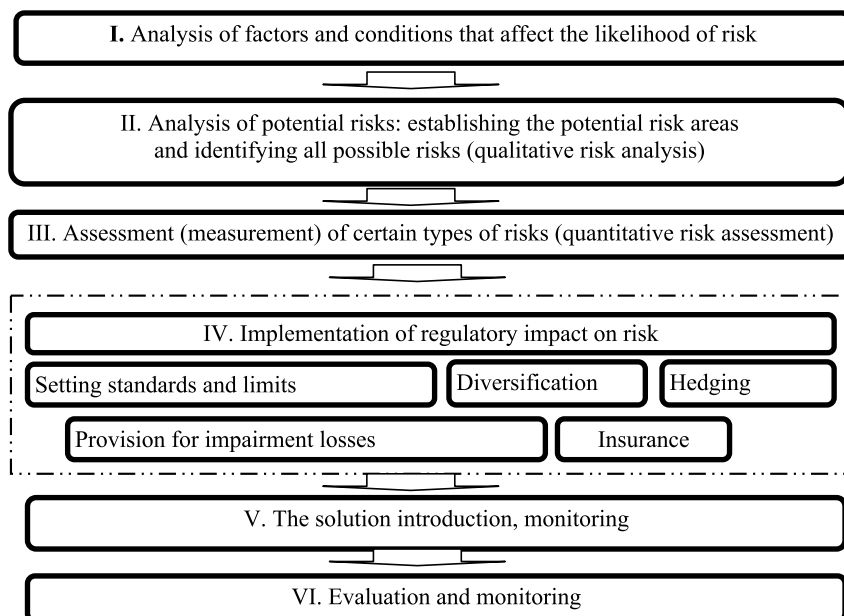 I. Analysis of factors and conditions that affect the likelihood of risk
II. Analysis of potential risks: establishing the potential risk areas
and identifying all possible risks (qualitative risk analysis)
III. Assessment (measurement) of certain types of risks (quantitative risk assessment)
IV. Implementation of regulatory impact on risk
Setting standards and limits
Diversification
Hedging
Provision for impairment losses
Insurance
V. The solution introduction, monitoring
VI. Evaluation and monitoring